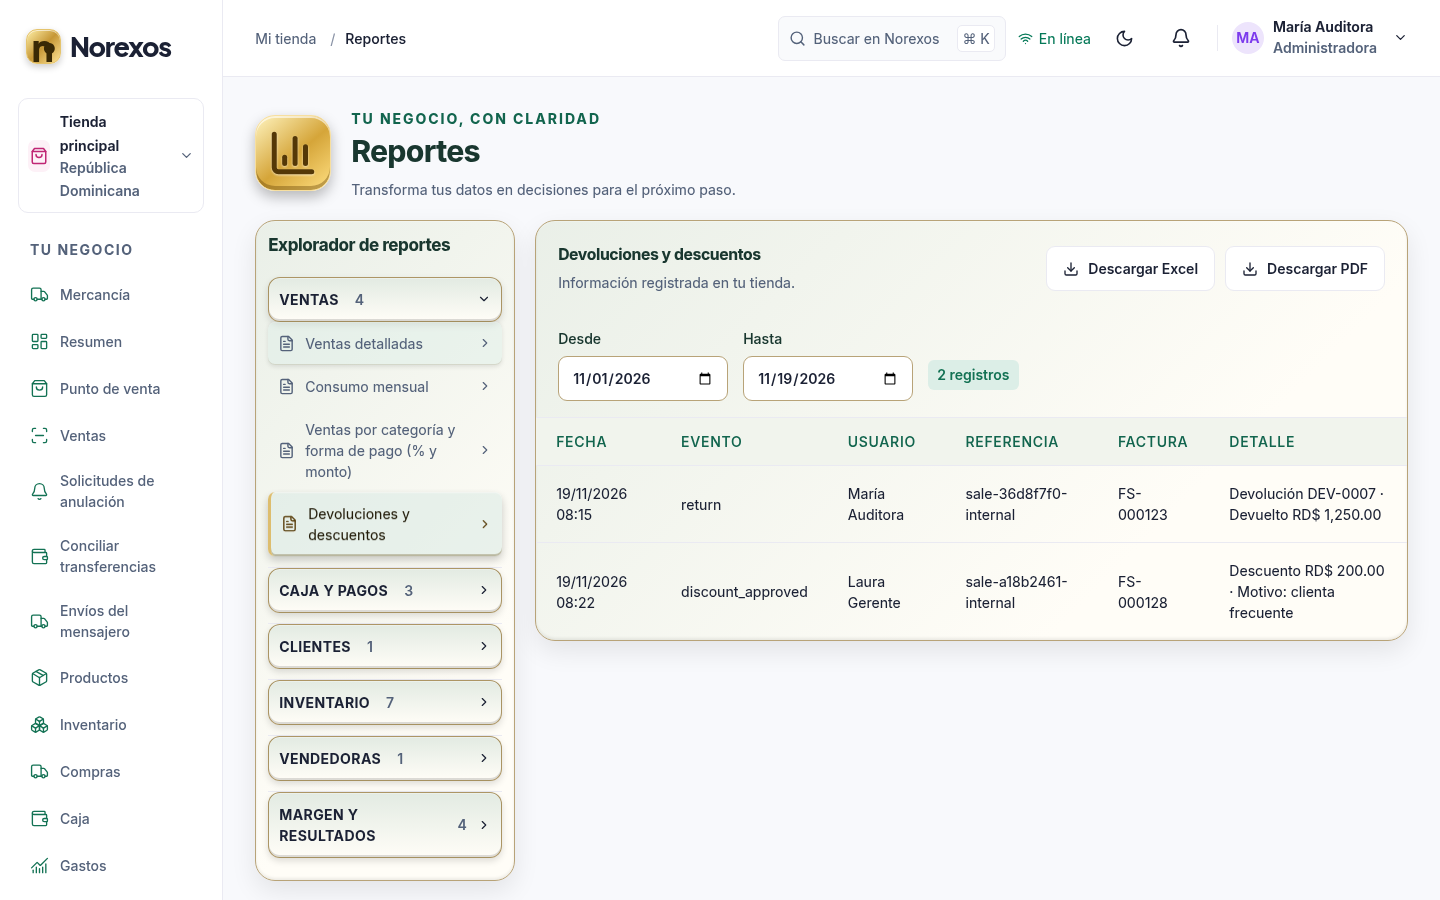 Norexos
Mi tienda / Reportes
Buscar en Norexos ⌘ K
En línea
MA
María Auditora
Administradora
Tienda
principal
República
Dominicana
TU NEGOCIO
Mercancía
Resumen
Punto de venta
Ventas
Solicitudes de
anulación
Conciliar
transferencias
Envíos del
mensajero
Productos
Inventario
Compras
Caja
Gastos
TU NEGOCIO, CON CLARIDAD
Reportes
Transforma tus datos en decisiones para el próximo paso.
Explorador de reportes
VENTAS 4
Ventas detalladas
Consumo mensual
Ventas por categoría y
forma de pago (% y
monto)
Devoluciones y
descuentos
CAJA Y PAGOS 3
CLIENTES 1
INVENTARIO 7
VENDEDORAS 1
MARGEN Y
RESULTADOS 4
Devoluciones y descuentos
Información registrada en tu tienda.
Descargar Excel
Descargar PDF
Desde
Hasta
11/01/2026
11/19/2026
2 registros
FECHA EVENTO USUARIO REFERENCIA FACTURA DETALLE
19/11/2026
08:15
return
María
Auditora
sale-36d8f7f0-
internal
FS-
000123
Devolución DEV-0007 ·
Devuelto RD$ 1,250.00
19/11/2026
08:22
discount_approved
Laura
Gerente
sale-a18b2461-
internal
FS-
000128
Descuento RD$ 200.00
· Motivo: clienta
frecuente